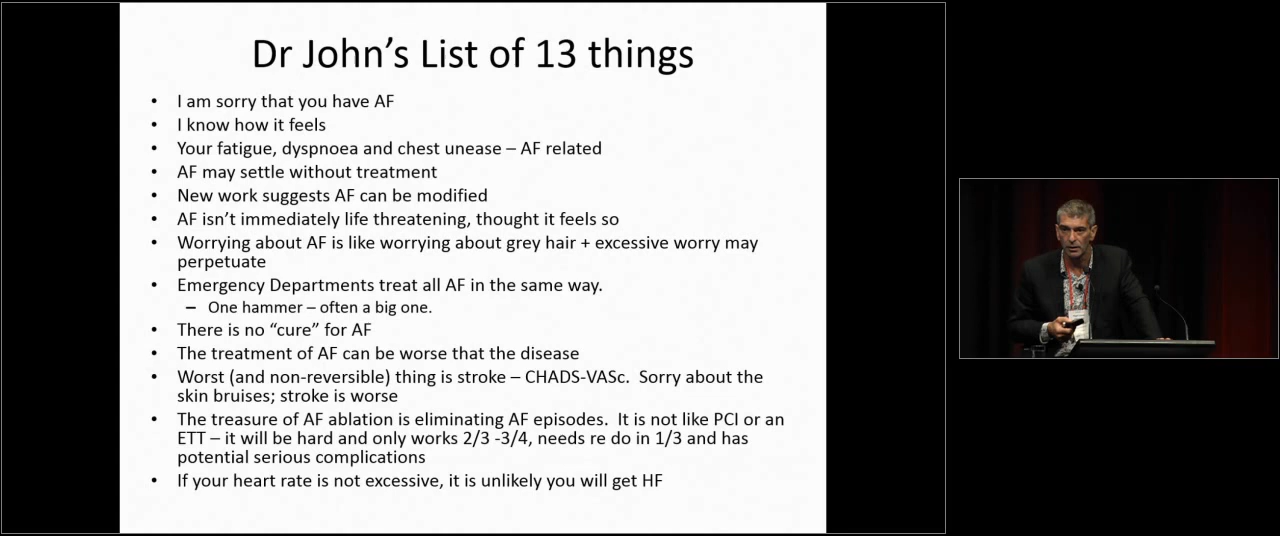 Dr John's List of 13 things
• I am sorry that you have AF
• I know how it feels
• Your fatigue, dyspnoea and chest unease – AF related
• AF may settle without treatment
• New work suggests AF can be modified
• AF isn't immediately life threatening, thought it feels so
• Worrying about AF is like worrying about grey hair + excessive worry may
perpetuate
• Emergency Departments treat all AF in the same way.
– One hammer – often a big one.
• There is no “cure” for AF
• The treatment of AF can be worse that the disease
• Worst (and non-reversible) thing is stroke – CHADS-VASc. Sorry about the
skin bruises; stroke is worse
• The treasure of AF ablation is eliminating AF episodes. It is not like PCI or an
ETT – it will be hard and only works 2/3 -3/4, needs re do in 1/3 and has
potential serious complications
• If your heart rate is not excessive, it is unlikely you will get HF